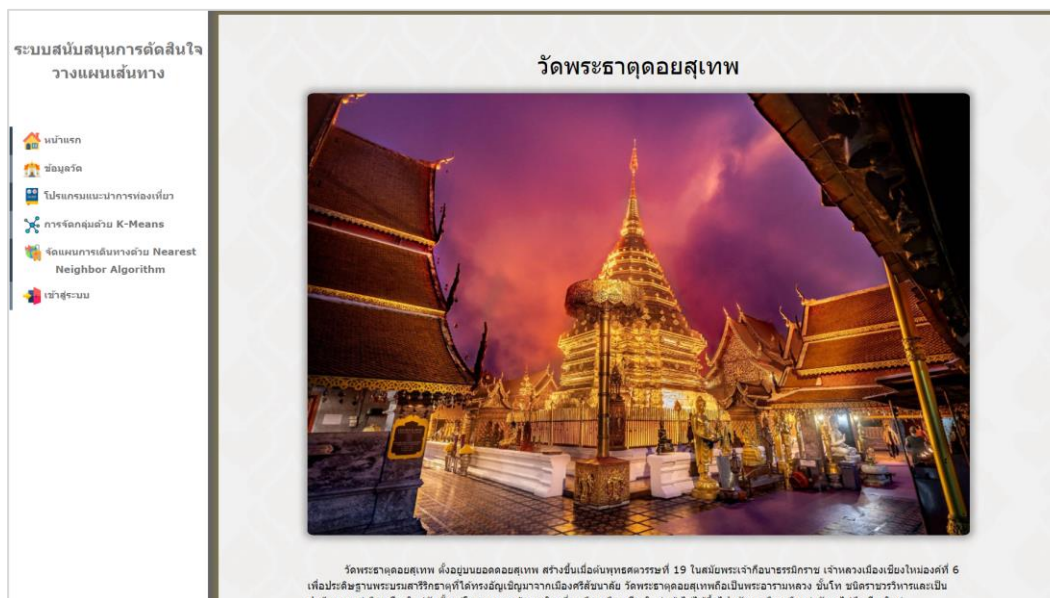 ระบบสนับสนุนการตัดสินใจ
วางแผนเส้นทาง
หน้าแรก
ข้อมูลวัด
โปรแกรมแนะนำการท่องเที่ยว
การจัดกลุ่มด้วย K-Means
จัดแผนการเดินทางด้วย Nearest
Neighbor Algorithm
เข้าสู่ระบบ
วัดพระธาตุดอยสุเทพ
วัดพระธาตุดอยสุเทพ ตั้งอยู่บนยอดดอยสุเทพ สร้างขึ้นเมื่อต้นพุทธศตวรรษที่ 19 ในสมัยพระเจ้ากือนาธรรมิกราช เจ้าหลวงเมืองเชียงใหม่องค์ที่ 6
เพื่อประดิษฐานพระบรมสารีริกธาตุที่ได้ทรงอัญเชิญมาจากเมืองศรีสัชนาลัย วัดพระธาตุดอยสุเทพถือเป็นพระอารามหลวง ชั้นโท ชนิดราชวรวิหารและเป็น